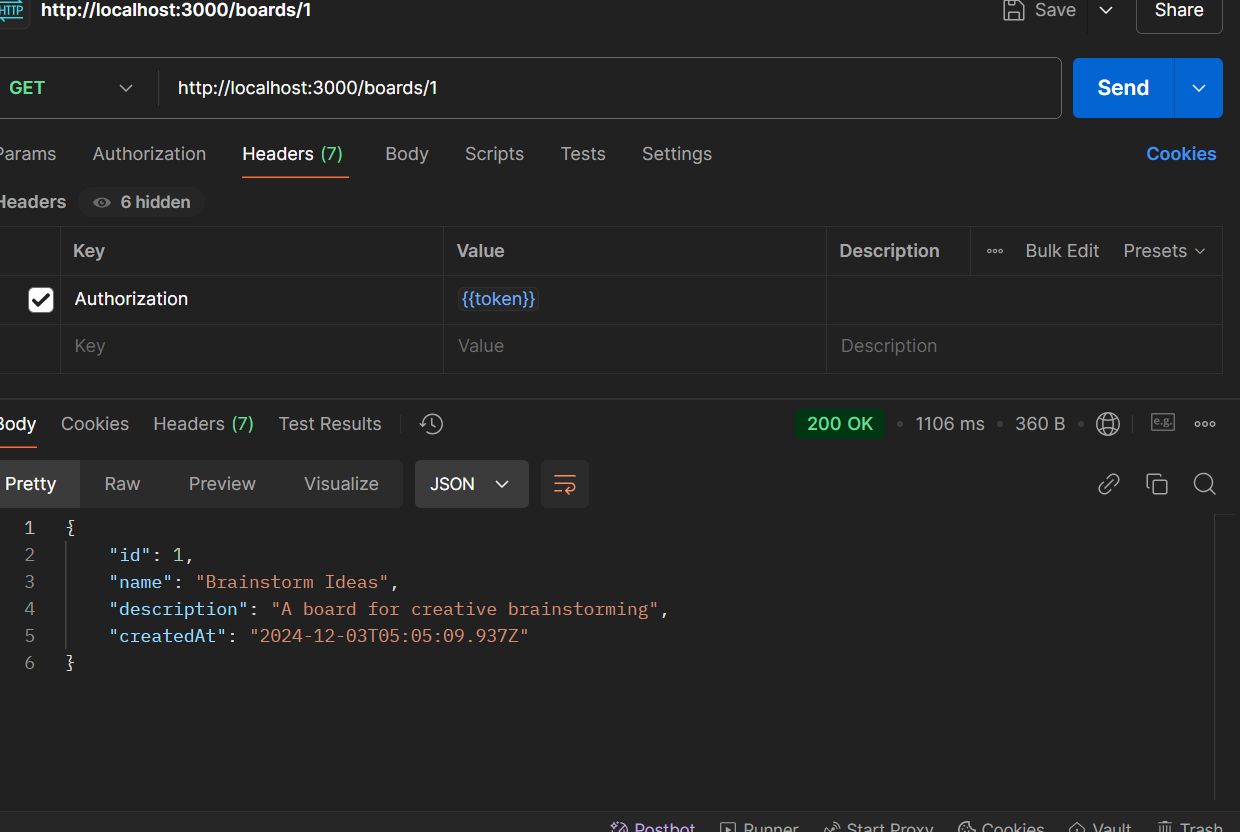 HTTP http://localhost:3000/boards/1 Save Share
GET http://localhost:3000/boards/1 Send
Params Authorization Headers (7) Body Scripts Tests Settings Cookies
Headers 6 hidden
Key Value Description Bulk Edit Presets
Authorization {{token}}
Key Value Description
Body Cookies Headers (7) Test Results 200 OK 1106 ms 360 B e.g.
Pretty Raw Preview Visualize JSON
1 {
2 "id": 1,
3 "name": "Brainstorm Ideas",
4 "description": "A board for creative brainstorming",
5 "createdAt": "2024-12-03T05:05:09.937Z"
6 }
Postbot Runner Start Proxy Cookies Vault Trash